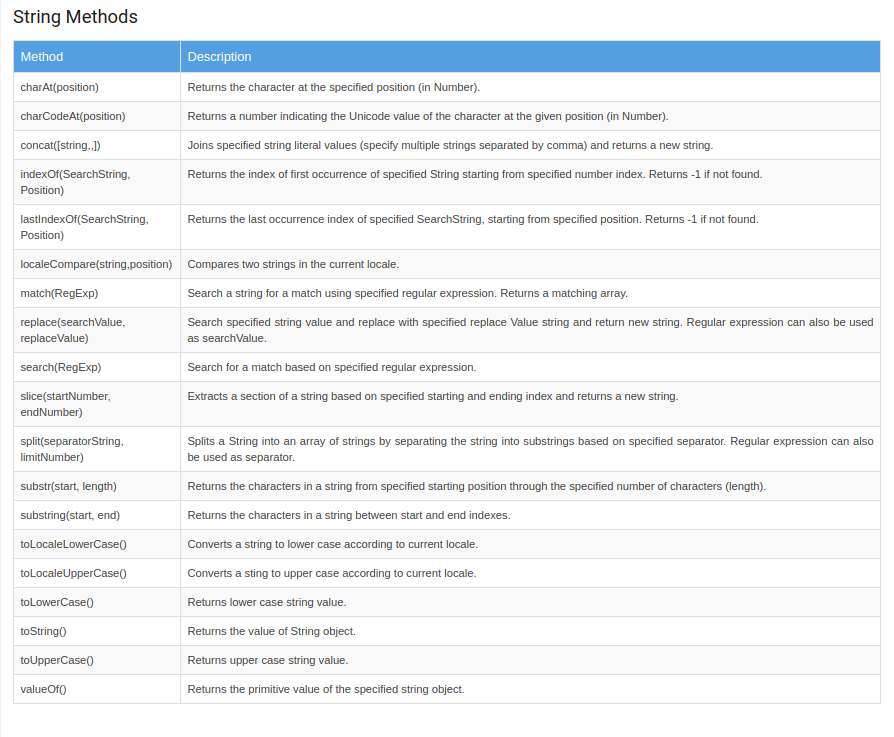 String Methods
Method Description
charAt(position) Returns the character at the specified position (in Number).
charCodeAt(position) Returns a number indicating the Unicode value of the character at the given position (in Number).
concat([string,,]) Joins specified string literal values (specify multiple strings separated by comma) and returns a new string.
indexOf(SearchString, Returns the index of first occurrence of specified String starting from specified number index. Returns -1 if not found.
Position)
lastIndexOf(SearchString, Returns the last occurrence index of specified SearchString, starting from specified position. Returns -1 if not found.
Position)
localeCompare(string,position) Compares two strings in the current locale.
match(RegExp) Search a string for a match using specified regular expression. Returns a matching array.
replace(searchValue, Search specified string value and replace with specified replace Value string and return new string. Regular expression can also be used
replaceValue) as searchValue.
search(RegExp) Search for a match based on specified regular expression.
slice(startNumber, Extracts a section of a string based on specified starting and ending index and returns a new string.
endNumber)
split(separatorString, Splits a String into an array of strings by separating the string into substrings based on specified separator. Regular expression can also
limitNumber) be used as separator.
substr(start, length) Returns the characters in a string from specified starting position through the specified number of characters (length).
substring(start, end) Returns the characters in a string between start and end indexes.
toLocaleLowerCase() Converts a string to lower case according to current locale.
toLocaleUpperCase() Converts a sting to upper case according to current locale.
toLowerCase() Returns lower case string value.
toString() Returns the value of String object.
toUpperCase() Returns upper case string value.
valueOf() Returns the primitive value of the specified string object.